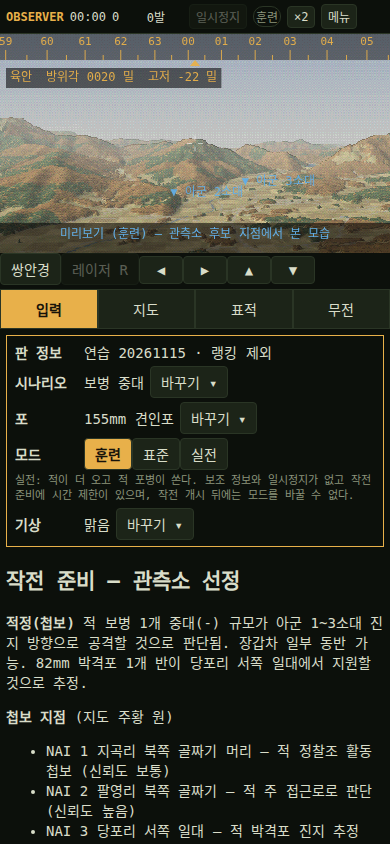 OBSERVER 00:00 0 0발 일시정지 훈련 ×2 메뉴
59 60 61 62 63 00 01 02 03 04 05
육안 방위각 0020 밀 고저 -22 밀
▼ 아군
미리보기 (훈련) — 관측소 후보 지점에서 본 모습
쌍안경 레이저 R ◀ ▶ ▲ ▼
입력 지도 표적 무전
판 정보 연습 20261115 · 랭킹 제외
시나리오 보병 중대 바꾸기 ▾
포 155mm 견인포 바꾸기 ▾
모드 훈련 표준 실전
실전: 적이 더 오고 적 포병이 쏜다. 보조 정보와 일시정지가 없고 작전
준비에 시간 제한이 있으며, 작전 개시 뒤에는 모드를 바꿀 수 없다.
기상 맑음 바꾸기 ▾
작전 준비 — 관측소 선정
적정(첩보) 적 보병 1개 중대(-) 규모가 아군 1~3소대 진
지 방향으로 공격할 것으로 판단됨. 장갑차 일부 동반 가
능. 82mm 박격포 1개 반이 당포리 서쪽 일대에서 지원할
것으로 추정.
첩보 지점 (지도 주황 원)
• NAI 1 지곡리 북쪽 골짜기 머리 — 적 정찰조 활동
첩보 (신뢰도 보통)
• NAI 2 팔영리 북쪽 골짜기 — 적 주 접근로로 판단
(신뢰도 높음)
• NAI 3 당포리 서쪽 일대 — 적 박격포 진지 추정